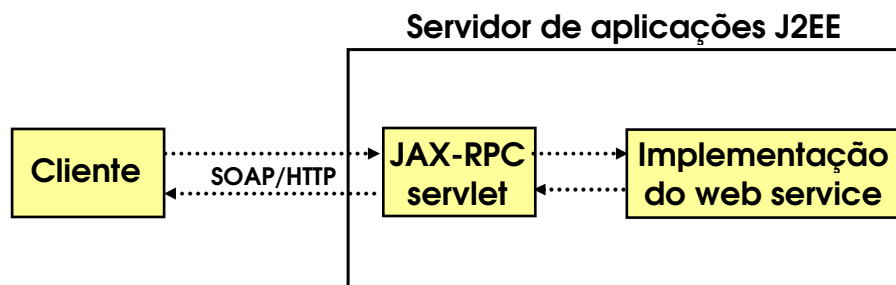 Servidor de aplicações J2EE
Cliente
SOAP/HTTP
JAX-RPC
servlet
Implementação
do web service